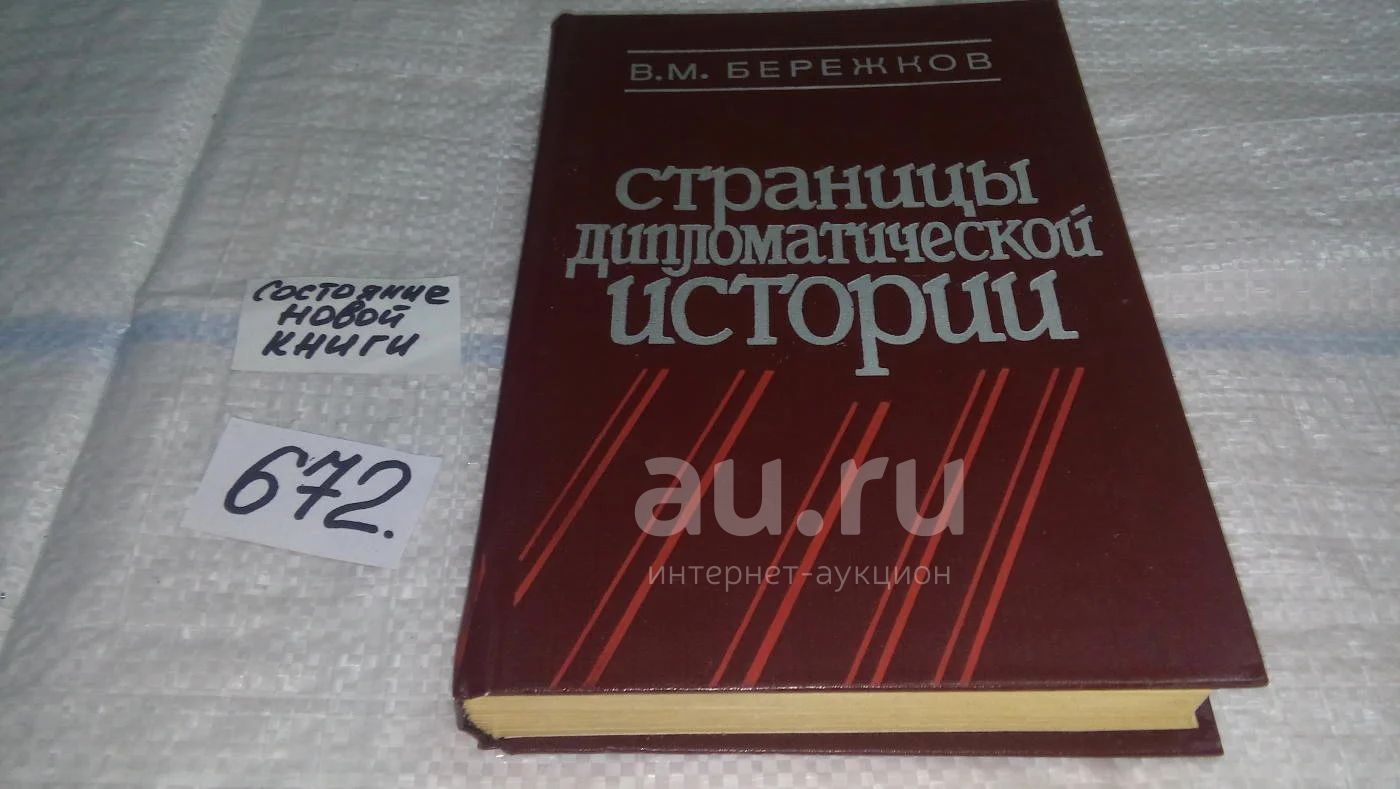 В.М. БЕРЕЖКОВ
страницы
дипломатической
истории
состояние
новой
книги
672.
au.ru
интернет-аукцион